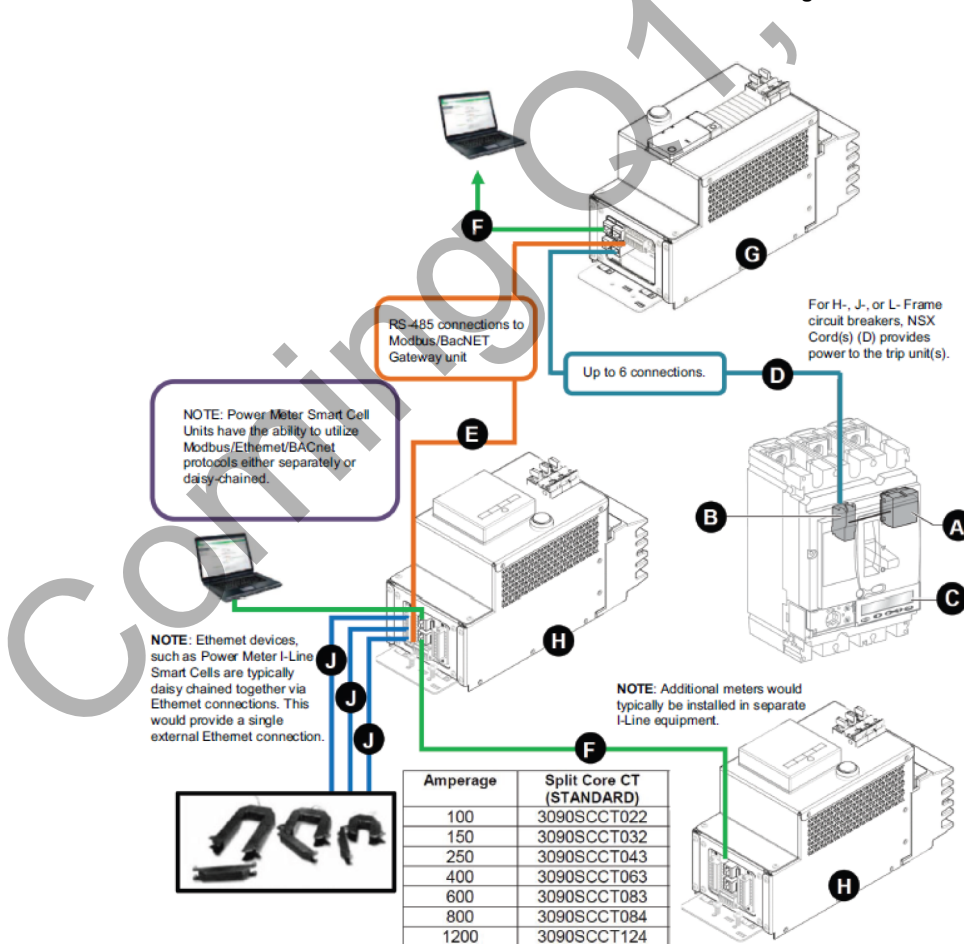 Coming Q1,
F
G
RS-485 connections to
Modbus/BacNET
Gateway unit
For H-, J-, or L- Frame
circuit breakers, NSX
Cord(s) (D) provides
power to the trip unit(s).
Up to 6 connections.
D
NOTE: Power Meter Smart Cell
Units have the ability to utilize
Modbus/Ethernet/BACnet
protocols either separately or
daisy-chained.
E
B
A
C
H
NOTE: Ethernet devices,
such as Power Meter I-Line
Smart Cells are typically
daisy chained together via
Ethernet connections. This
would provide a single
external Ethernet connection.
J
J
J
NOTE: Additional meters would
typically be installed in separate
I-Line equipment.
F
Amperage Split Core CT
(STANDARD)
100 3090SCCT022
150 3090SCCT032
250 3090SCCT043
400 3090SCCT063
600 3090SCCT083
800 3090SCCT084
1200 3090SCCT124
H